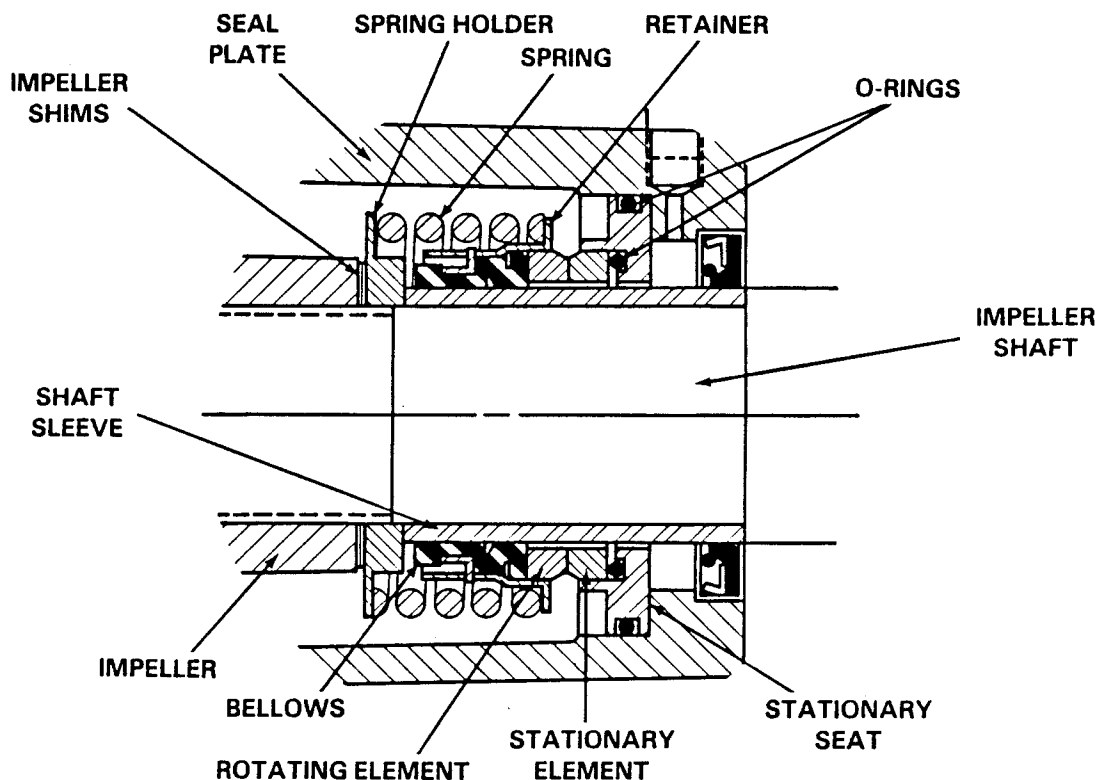 SEAL
PLATE
SPRING HOLDER
RETAINER
SPRING
IMPELLER
SHIMS
O-RINGS
IMPELLER
SHAFT
SHAFT
SLEEVE
IMPELLER
BELLOWS
ROTATING ELEMENT
STATIONARY
ELEMENT
STATIONARY
SEAT